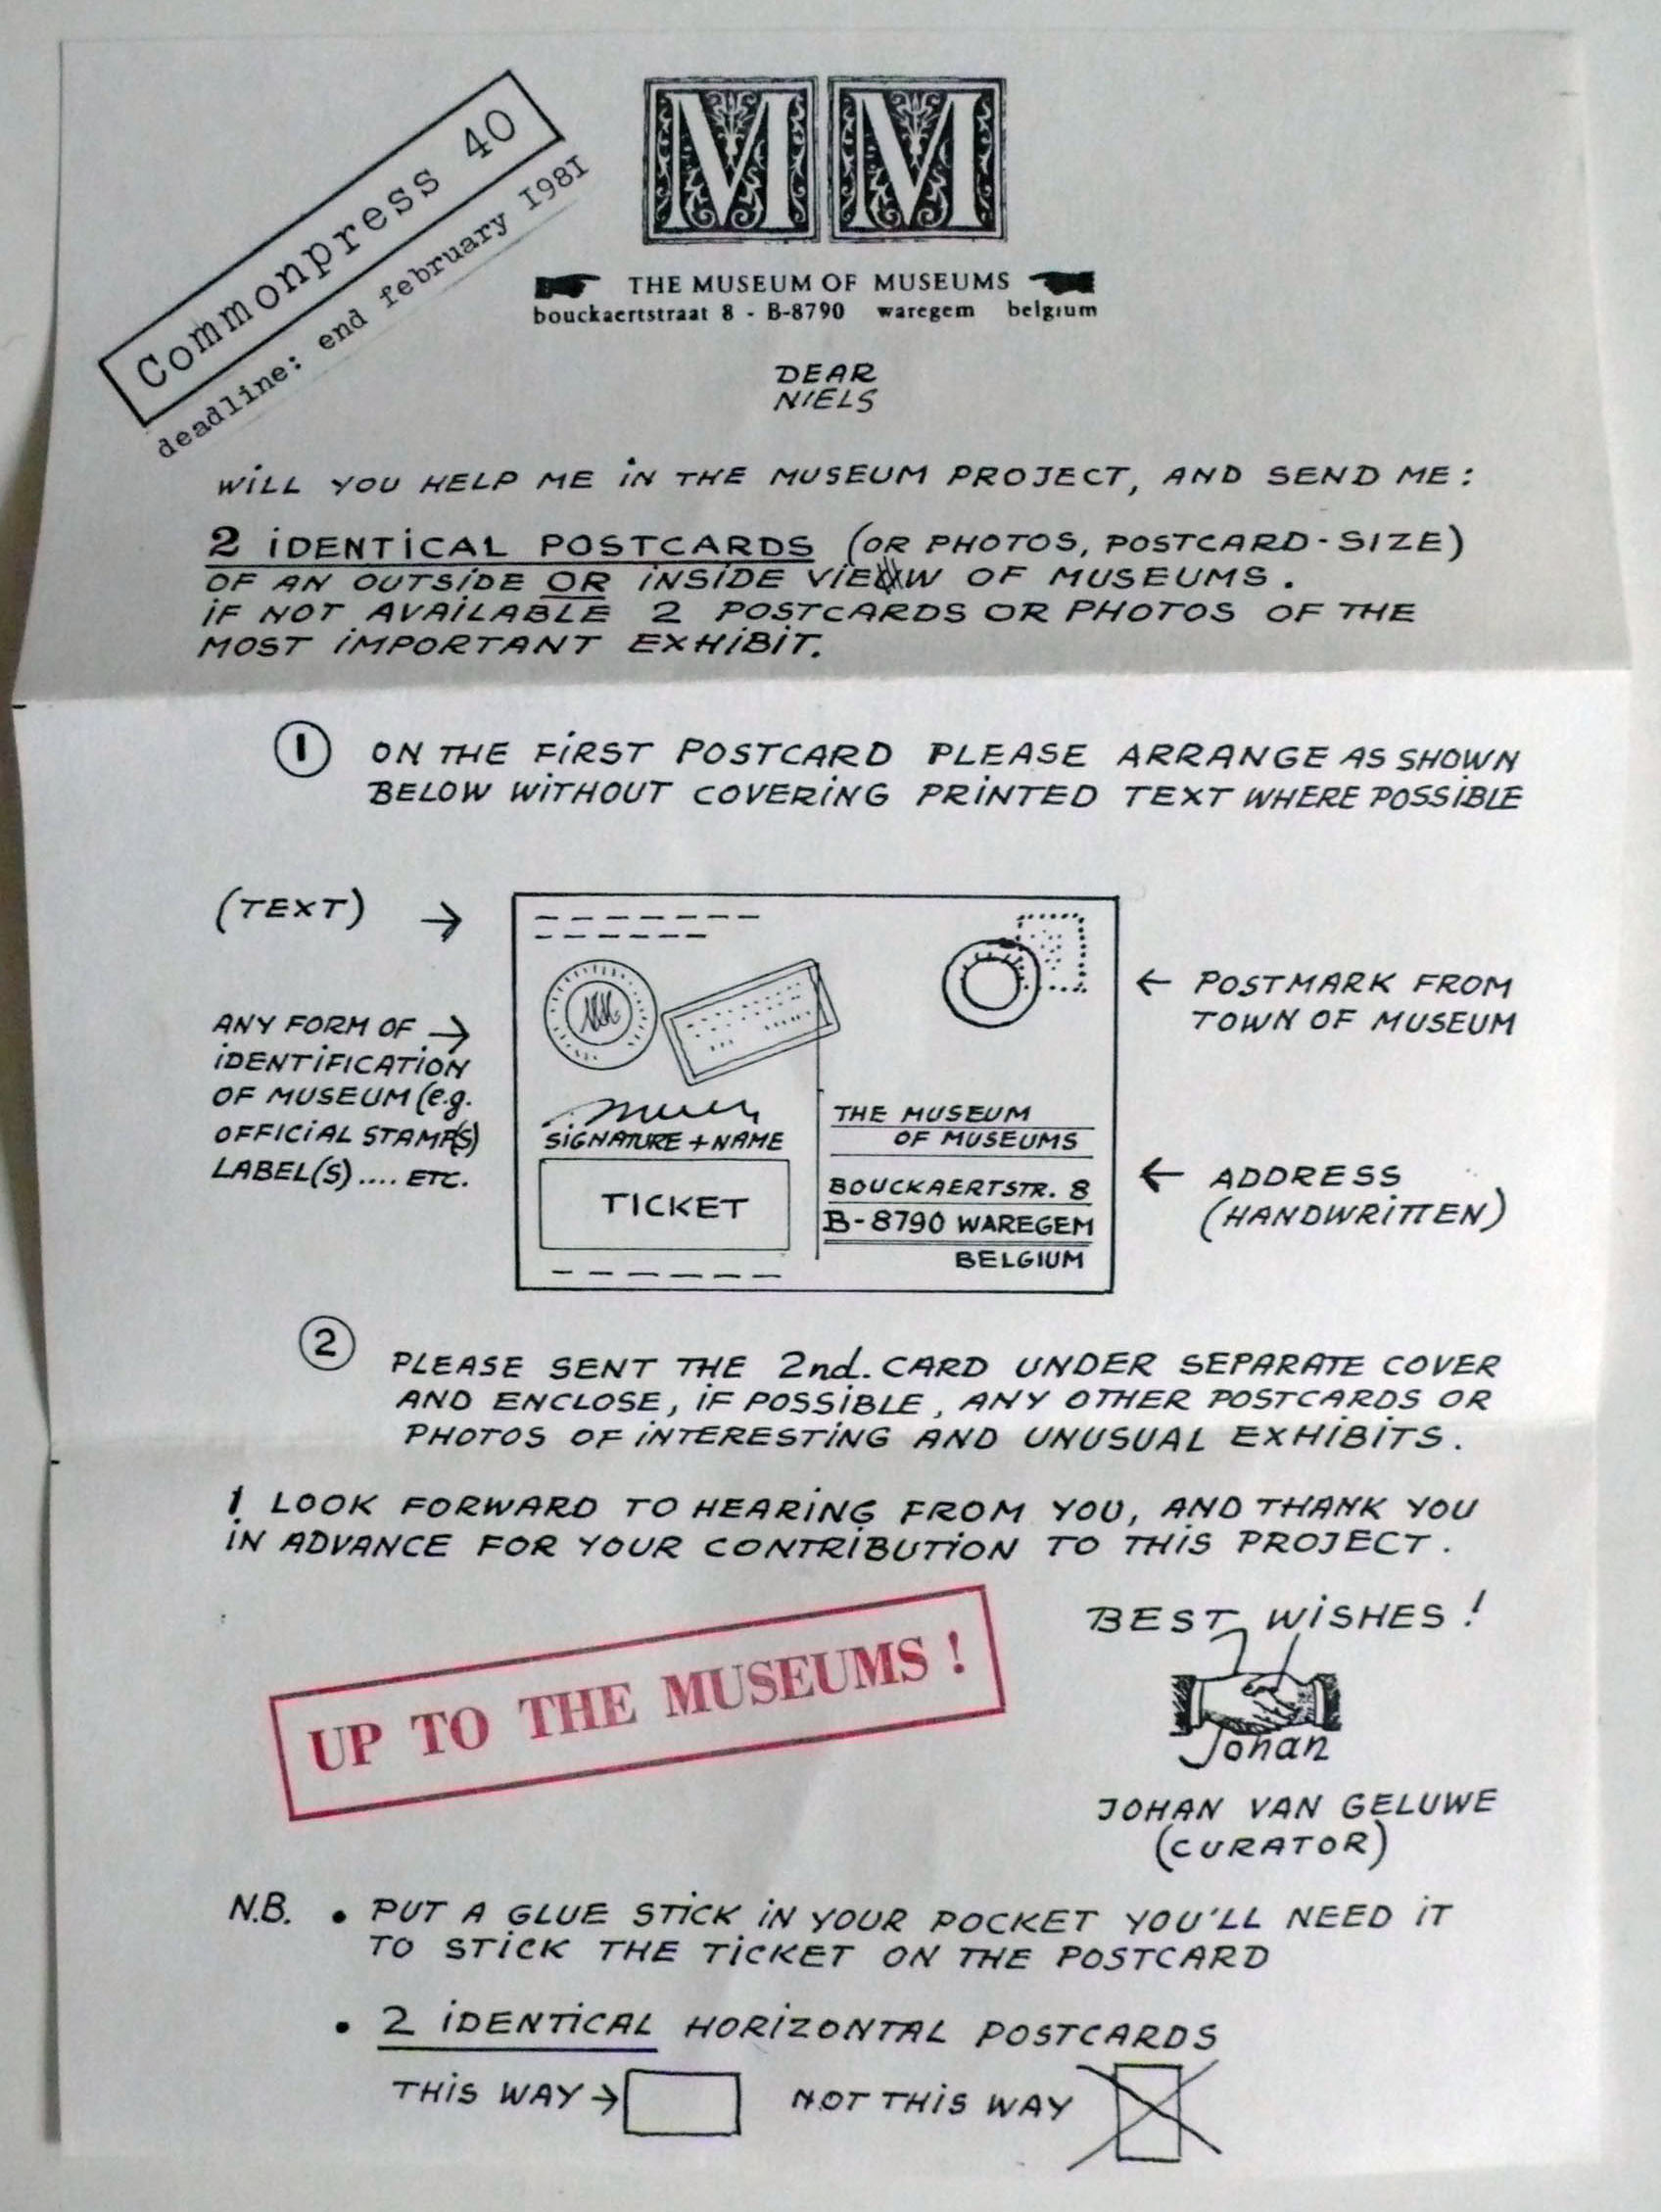 Commonpress 40
deadline: end february 1981
MM
THE MUSEUM OF MUSEUMS
bouckaertstraat 8 - B-8790 waregem belgium
DEAR
NIELS
WILL YOU HELP ME IN THE MUSEUM PROJECT, AND SEND ME:
2 IDENTICAL POSTCARDS (OR PHOTOS, POSTCARD-SIZE)
OF AN OUTSIDE OR INSIDE VIEW OF MUSEUMS.
IF NOT AVAILABLE 2 POSTCARDS OR PHOTOS OF THE
MOST IMPORTANT EXHIBIT.
1 ON THE FIRST POSTCARD PLEASE ARRANGE AS SHOWN
BELOW WITHOUT COVERING PRINTED TEXT WHERE POSSIBLE
(TEXT) →
ANY FORM OF →
IDENTIFICATION
OF MUSEUM (e.g.
OFFICIAL STAMP(S)
LABEL(S).... ETC.
SIGNATURE + NAME
TICKET
THE MUSEUM
OF MUSEUMS
BOUCKAERTSTR. 8
B-8790 WAREGEM
BELGIUM
← POSTMARK FROM
TOWN OF MUSEUM
← ADDRESS
(HANDWRITTEN)
2 PLEASE SENT THE 2nd. CARD UNDER SEPARATE COVER
AND ENCLOSE, IF POSSIBLE, ANY OTHER POSTCARDS OR
PHOTOS OF INTERESTING AND UNUSUAL EXHIBITS.
I LOOK FORWARD TO HEARING FROM YOU, AND THANK YOU
IN ADVANCE FOR YOUR CONTRIBUTION TO THIS PROJECT.
UP TO THE MUSEUMS!
BEST WISHES!
Johan
JOHAN VAN GELUWE
(CURATOR)
N.B. • PUT A GLUE STICK IN YOUR POCKET YOU'LL NEED IT
TO STICK THE TICKET ON THE POSTCARD
• 2 IDENTICAL HORIZONTAL POSTCARDS
THIS WAY → NOT THIS WAY